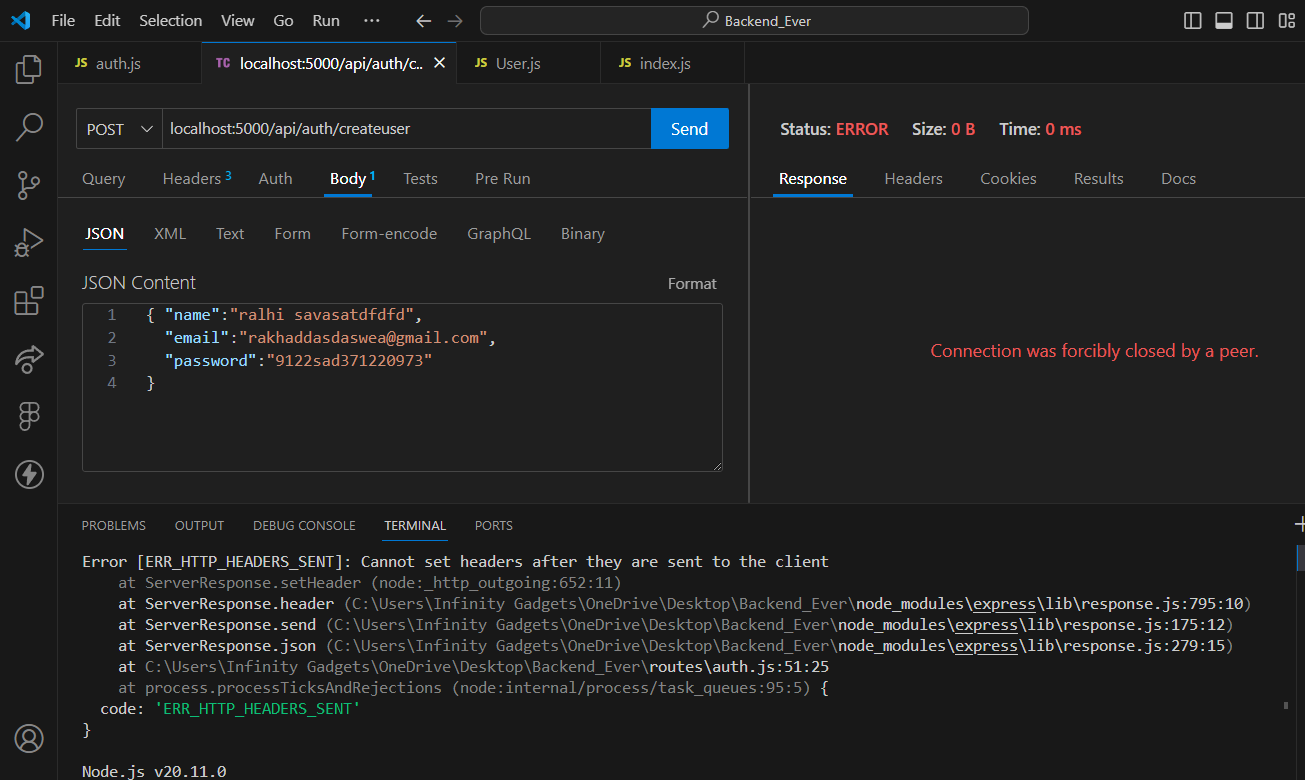 File Edit Selection View Go Run ··· Backend_Ever
JS auth.js TC localhost:5000/api/auth/c.. JS User.js JS index.js
POST localhost:5000/api/auth/createuser Send
Status: ERROR Size: 0 B Time: 0 ms
Query Headers 3 Auth Body 1 Tests Pre Run
Response Headers Cookies Results Docs
JSON XML Text Form Form-encode GraphQL Binary
JSON Content Format
1 { "name":"ralhi savasatdfdfd",
2 "email":"rakhaddasdaswea@gmail.com",
3 "password":"9122sad371220973"
4 }
Connection was forcibly closed by a peer.
PROBLEMS OUTPUT DEBUG CONSOLE TERMINAL PORTS
Error [ERR_HTTP_HEADERS_SENT]: Cannot set headers after they are sent to the client
at ServerResponse.setHeader (node:_http_outgoing:652:11)
at ServerResponse.header (C:\Users\Infinity Gadgets\OneDrive\Desktop\Backend_Ever\node_modules\express\lib\response.js:795:10)
at ServerResponse.send (C:\Users\Infinity Gadgets\OneDrive\Desktop\Backend_Ever\node_modules\express\lib\response.js:175:12)
at ServerResponse.json (C:\Users\Infinity Gadgets\OneDrive\Desktop\Backend_Ever\node_modules\express\lib\response.js:279:15)
at C:\Users\Infinity Gadgets\OneDrive\Desktop\Backend_Ever\routes\auth.js:51:25
at process.processTicksAndRejections (node:internal/process/task_queues:95:5) {
code: 'ERR_HTTP_HEADERS_SENT'
}
Node.js v20.11.0